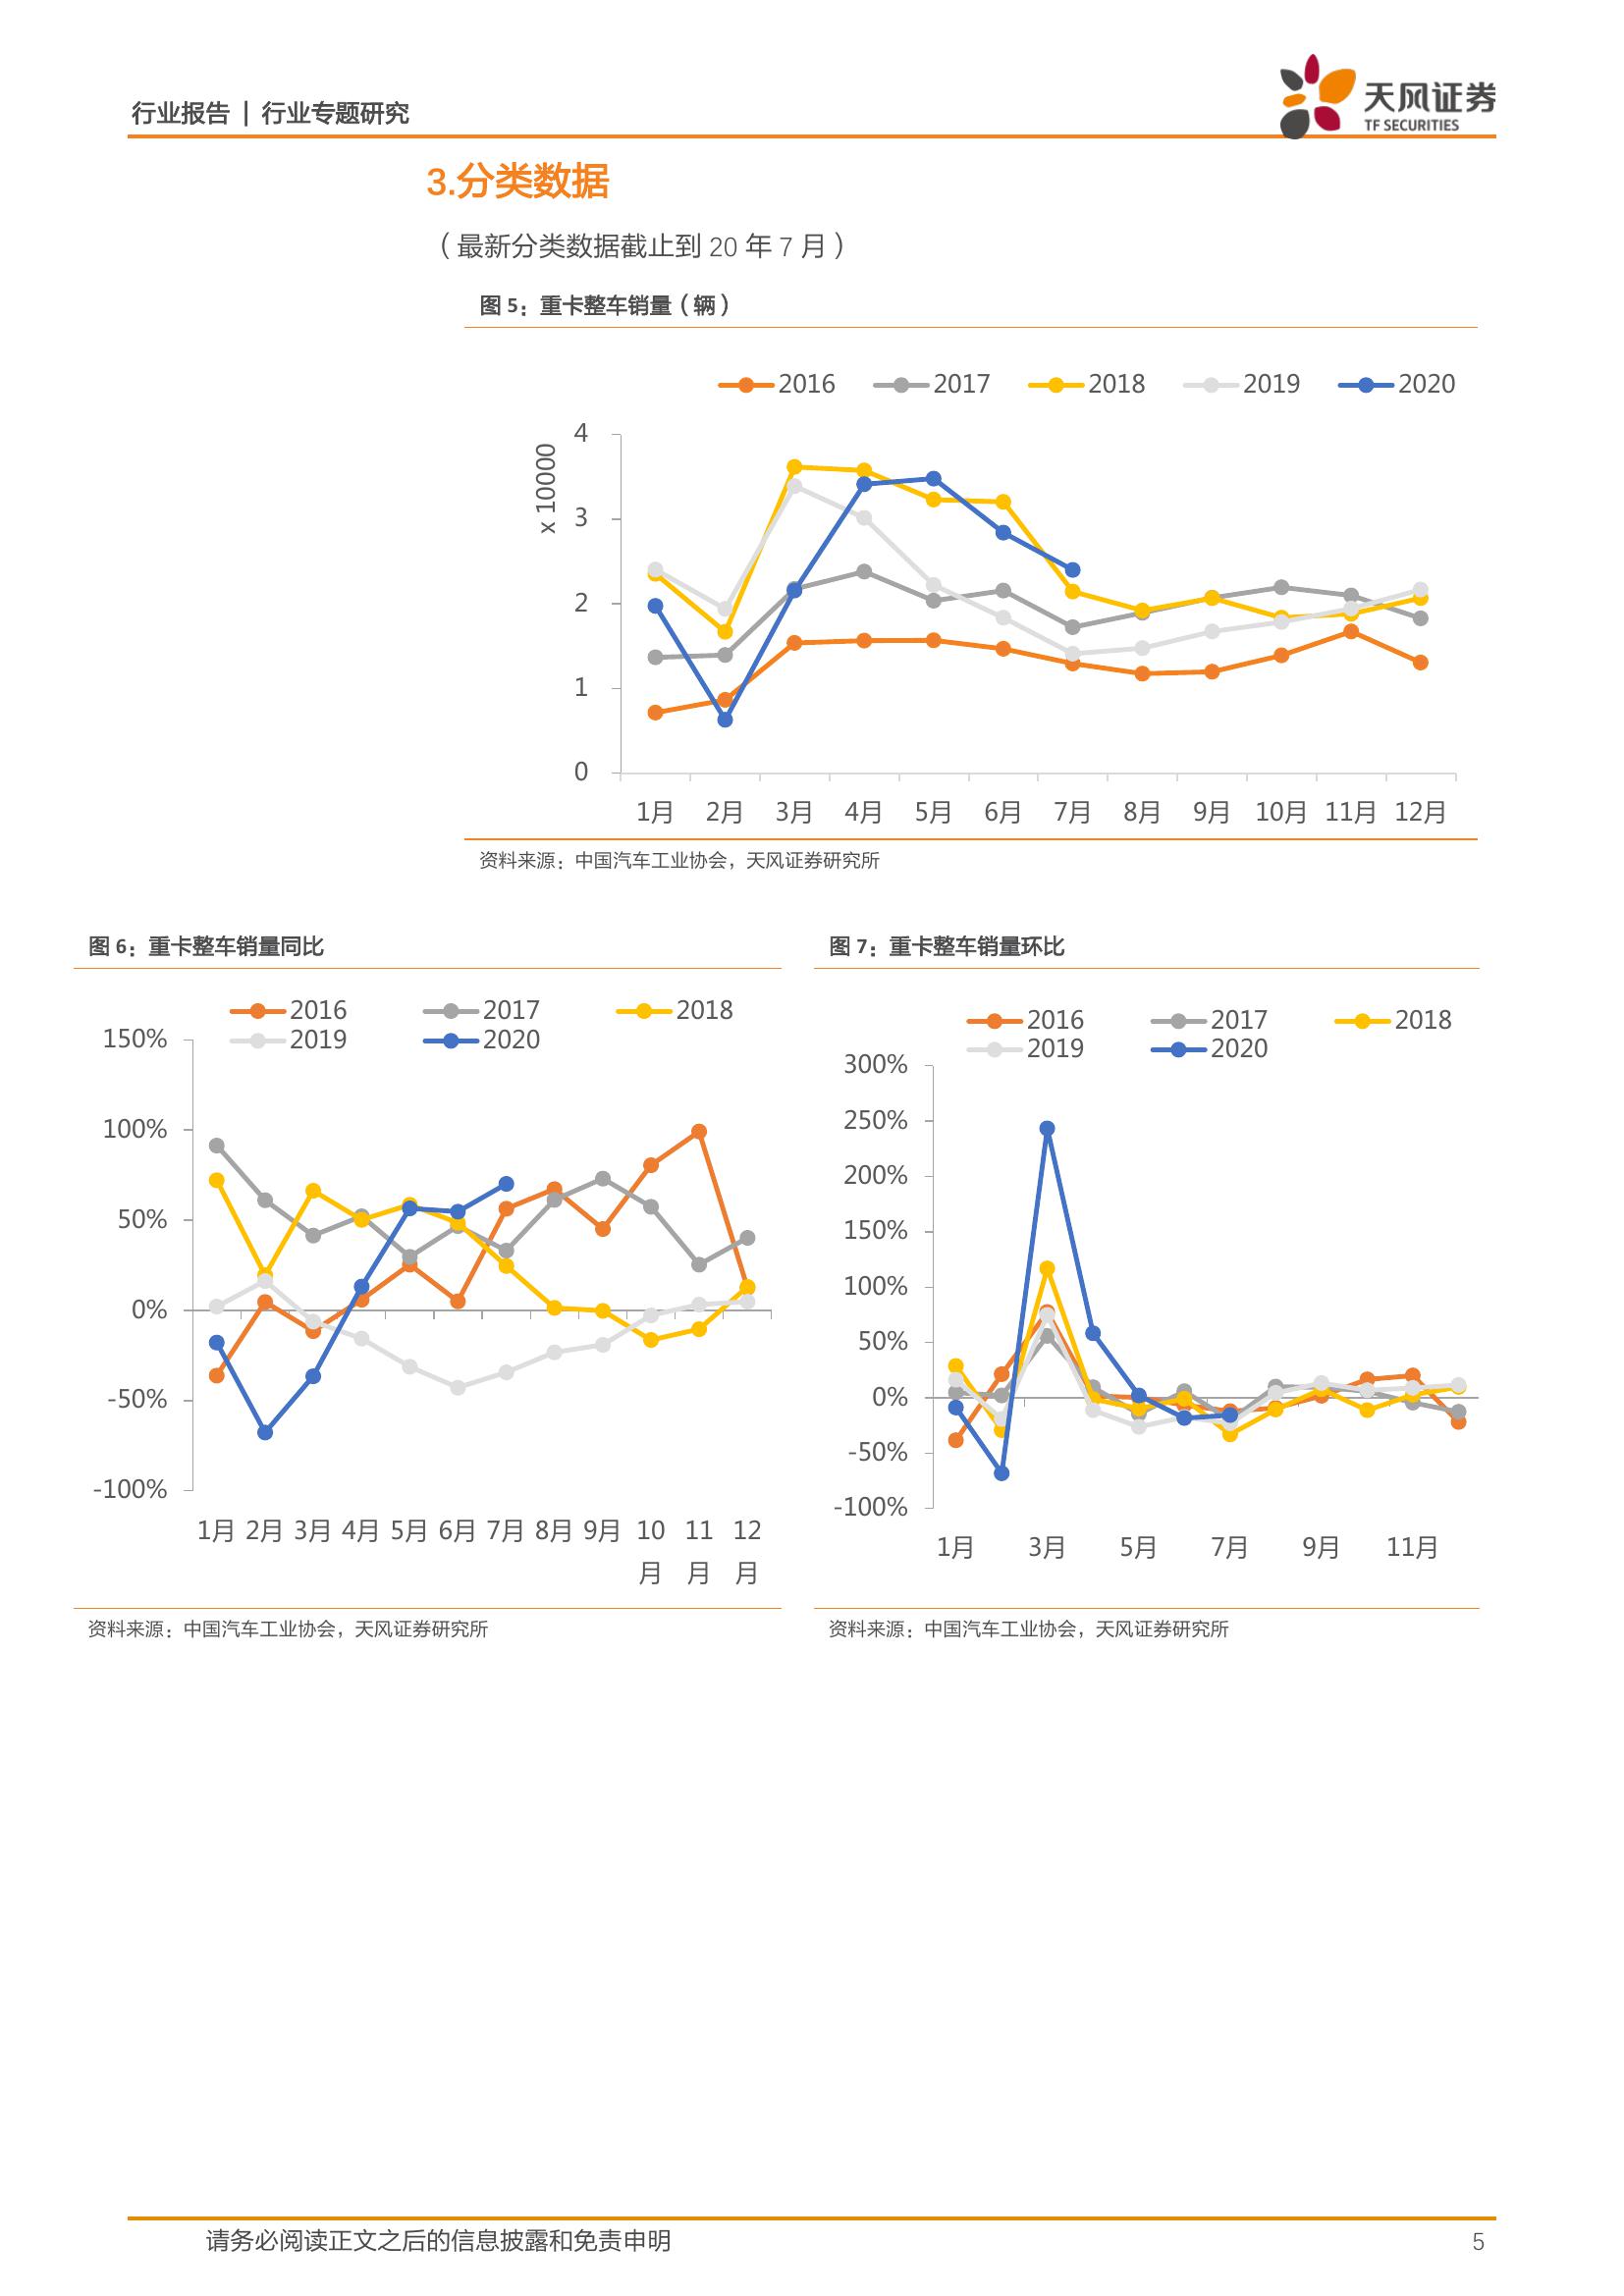 行业报告 | 行业专题研究
天风证券
TF SECURITIES
3.分类数据
（最新分类数据截止到 20 年 7 月）
图 5：重卡整车销量（辆）
2016 2017 2018 2019 2020
x 10000
4
3
2
1
0
1月 2月 3月 4月 5月 6月 7月 8月 9月 10月 11月 12月
资料来源：中国汽车工业协会，天风证券研究所
图 6：重卡整车销量同比
2016 2017 2018
2019 2020
150%
100%
50%
0%
-50%
-100%
1月 2月 3月 4月 5月 6月 7月 8月 9月 10月 11月 12月
资料来源：中国汽车工业协会，天风证券研究所
图 7：重卡整车销量环比
2016 2017 2018
2019 2020
300%
250%
200%
150%
100%
50%
0%
-50%
-100%
1月 3月 5月 7月 9月 11月
资料来源：中国汽车工业协会，天风证券研究所
请务必阅读正文之后的信息披露和免责申明 5